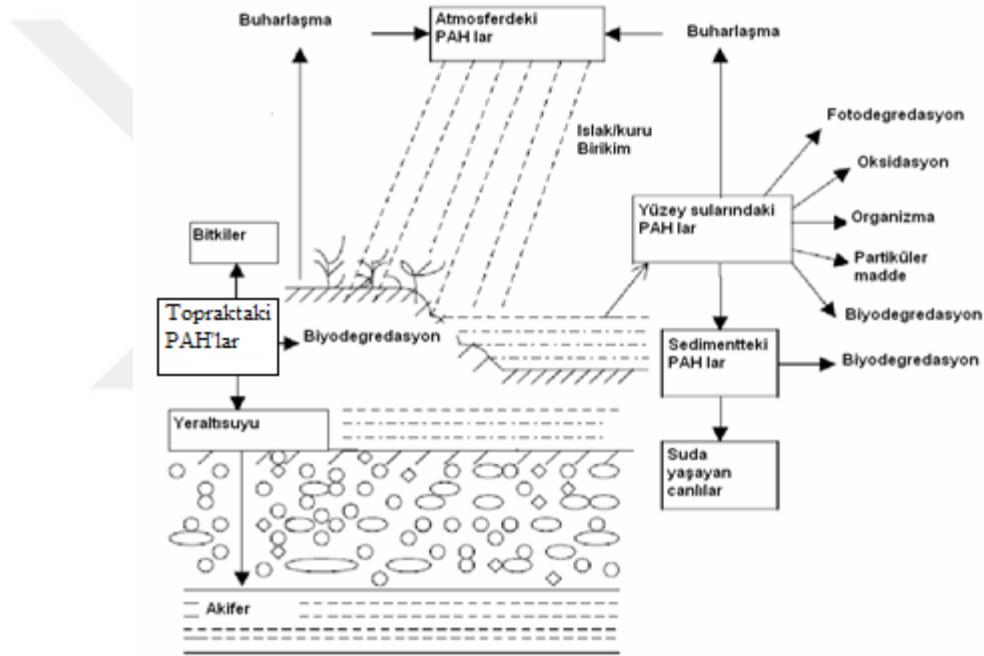 Buharlaşma
Atmosferdeki
PAH lar
Buharlaşma
Islak/kuru
Birikim
Fotodegredasyon
Oksidasyon
Yüzey sularındaki
PAH lar
Organizma
Partiküler
madde
Biyodegredasyon
Bitkiler
Topraktaki
PAH'lar
Biyodegredasyon
Sedimentteki
PAH lar
Biyodegredasyon
Yeraltısuyu
Suda
yaşayan
canlılar
Akifer